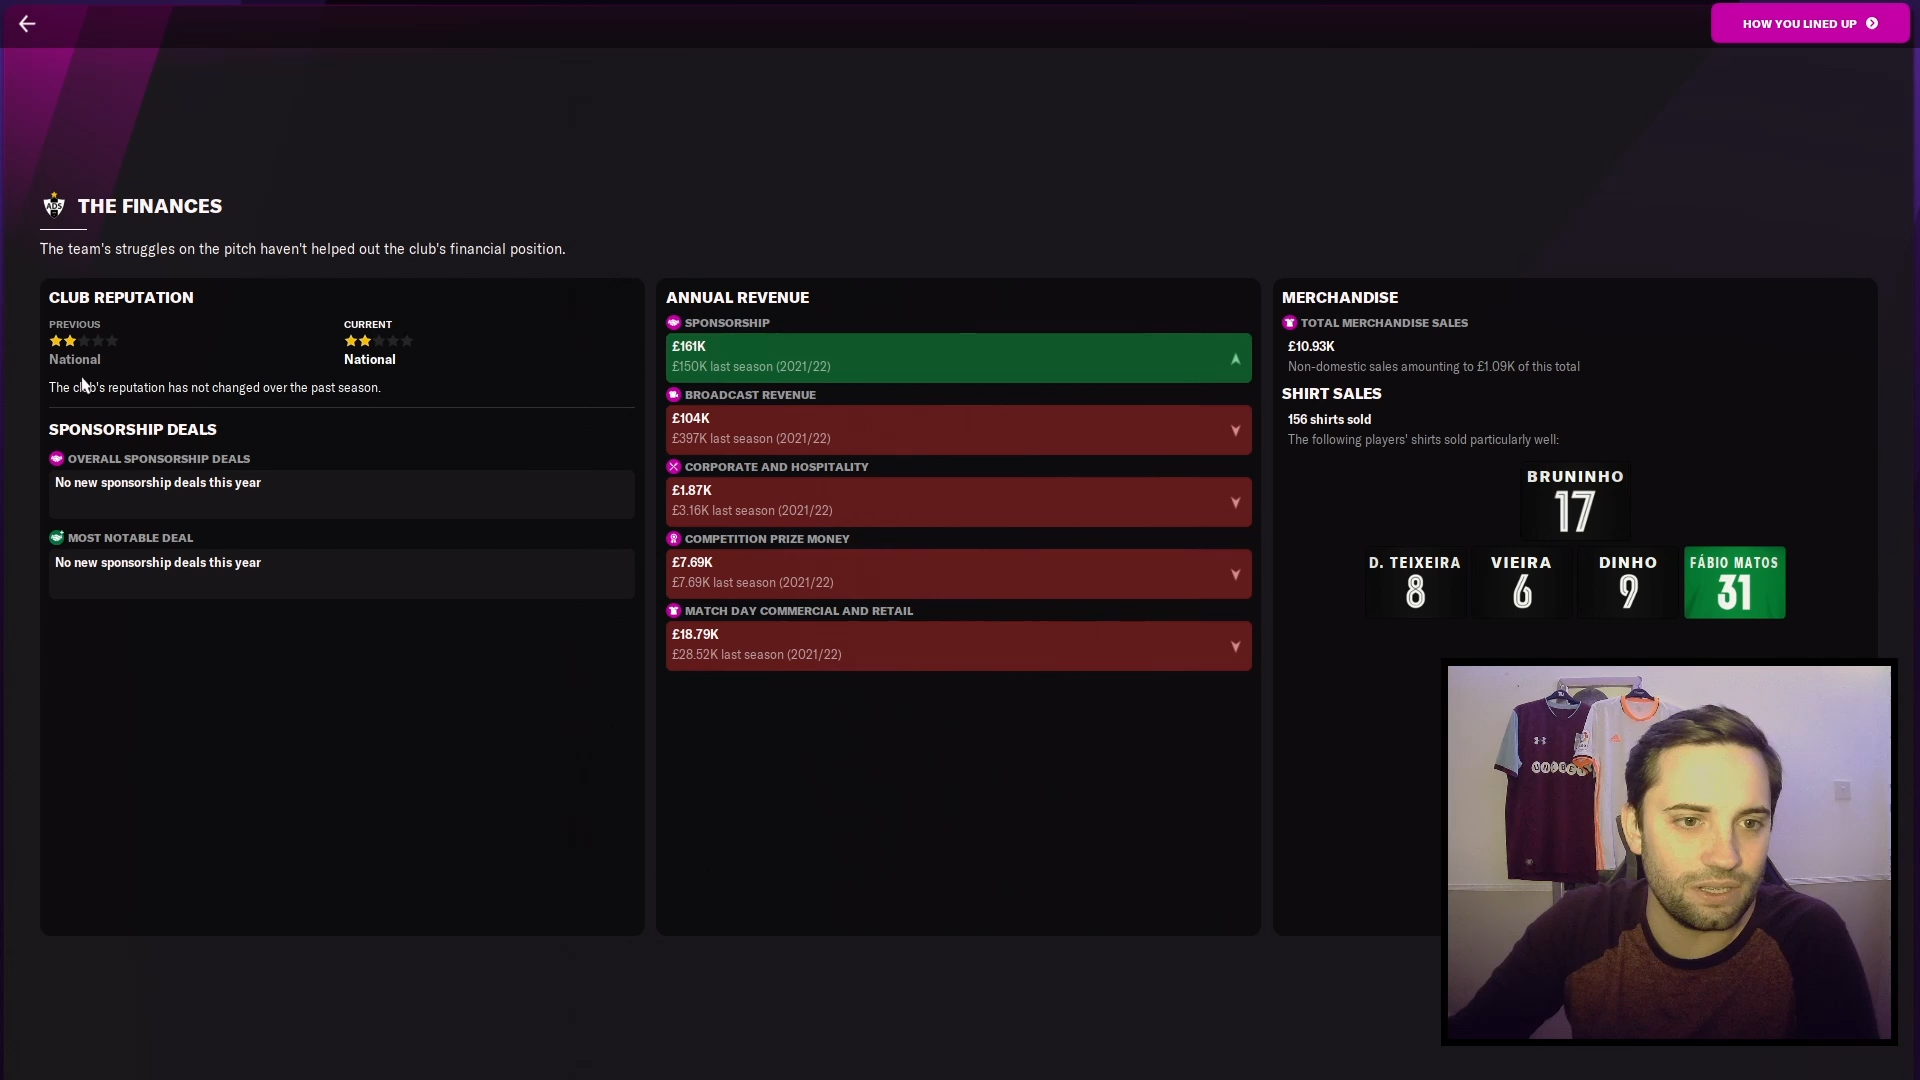 HOW YOU LINED UP
ADS
THE FINANCES
The team's struggles on the pitch haven't helped out the club's financial position.
CLUB REPUTATION
PREVIOUS
CURRENT
National
National
The club's reputation has not changed over the past season.
SPONSORSHIP DEALS
OVERALL SPONSORSHIP DEALS
No new sponsorship deals this year
MOST NOTABLE DEAL
No new sponsorship deals this year
ANNUAL REVENUE
SPONSORSHIP
£161K
£150K last season (2021/22)
BROADCAST REVENUE
£104K
£397K last season (2021/22)
CORPORATE AND HOSPITALITY
£1.87K
£3.16K last season (2021/22)
COMPETITION PRIZE MONEY
£7.69K
£7.69K last season (2021/22)
MATCH DAY COMMERCIAL AND RETAIL
£18.79K
£28.52K last season (2021/22)
MERCHANDISE
TOTAL MERCHANDISE SALES
£10.93K
Non-domestic sales amounting to £1.09K of this total
SHIRT SALES
156 shirts sold
The following players' shirts sold particularly well:
BRUNINHO
17
D. TEIXEIRA
8
VIEIRA
6
DINHO
9
FÁBIO MATOS
31
UNIBET